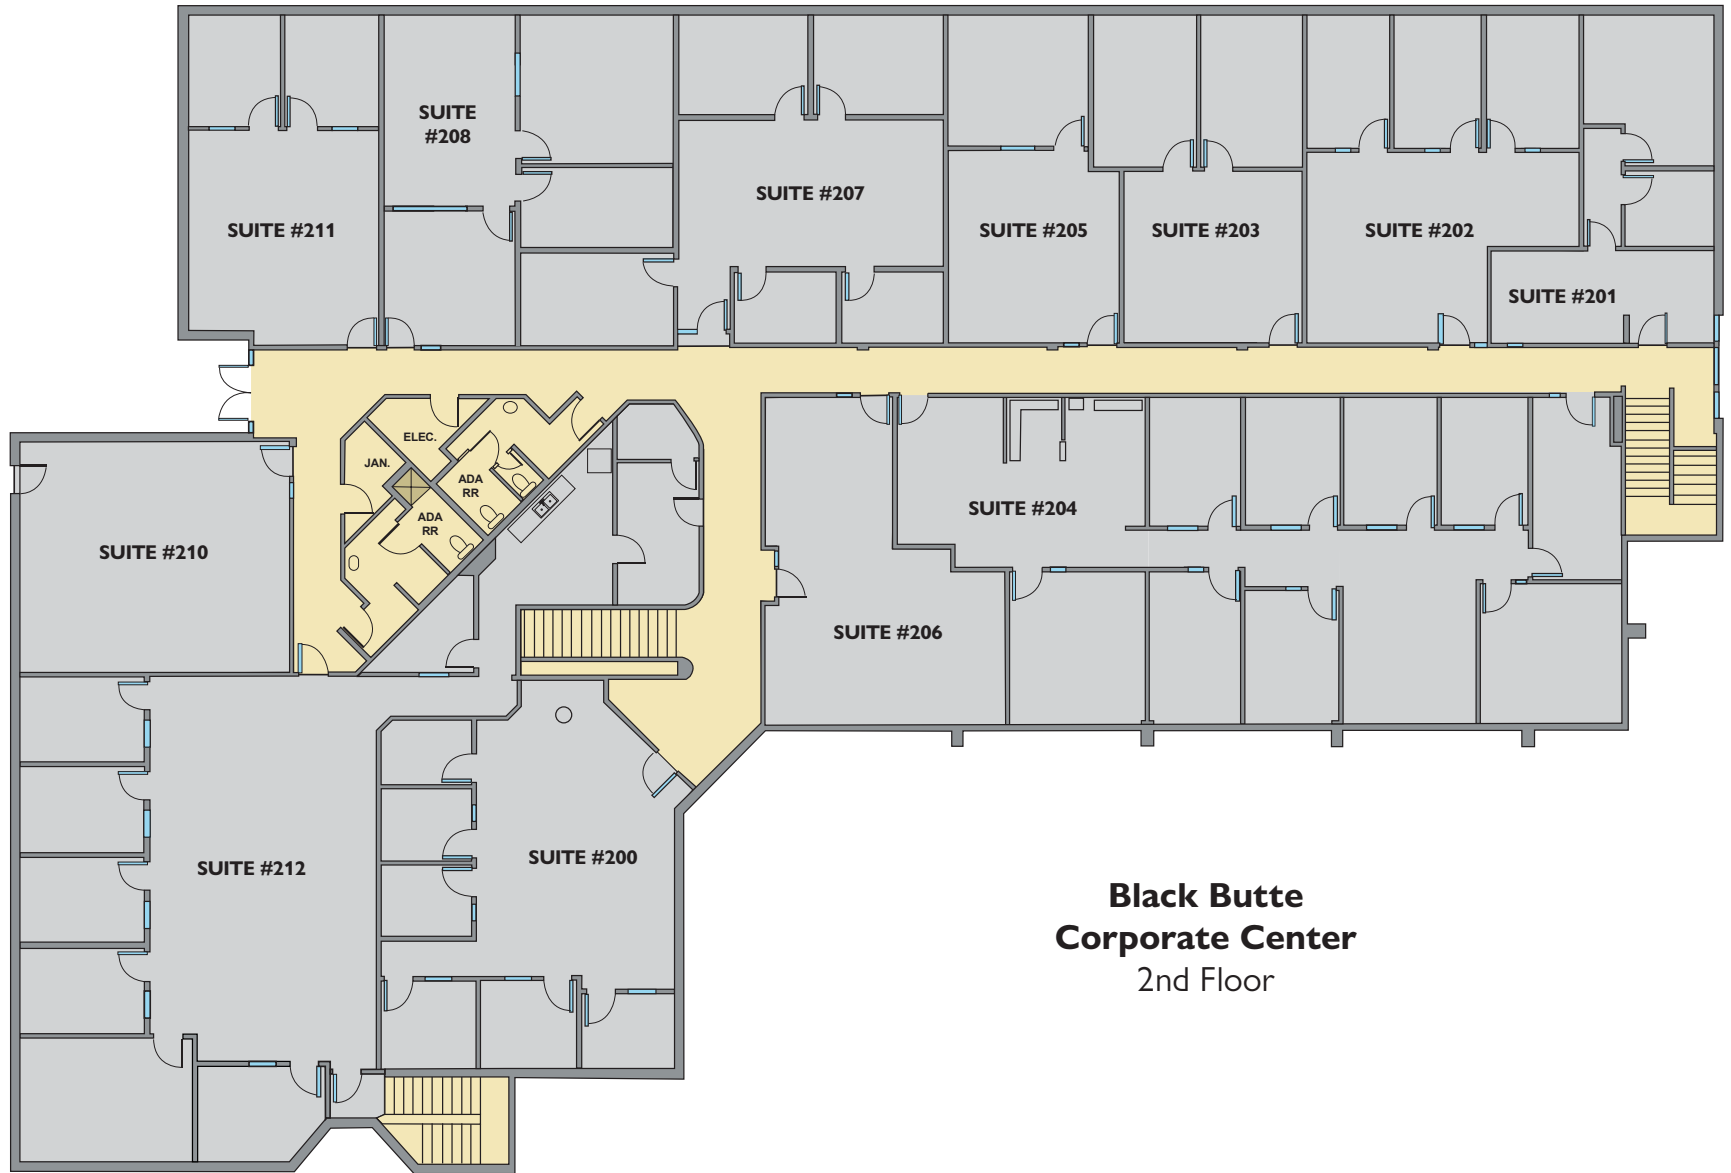 SUITE
#208
SUITE #207
SUITE #211
SUITE #205
SUITE #203
SUITE #202
SUITE #201
ELEC.
JAN.
ADA
RR
ADA
RR
SUITE #204
SUITE #210
SUITE #206
SUITE #212
SUITE #200
Black Butte
Corporate Center
2nd Floor